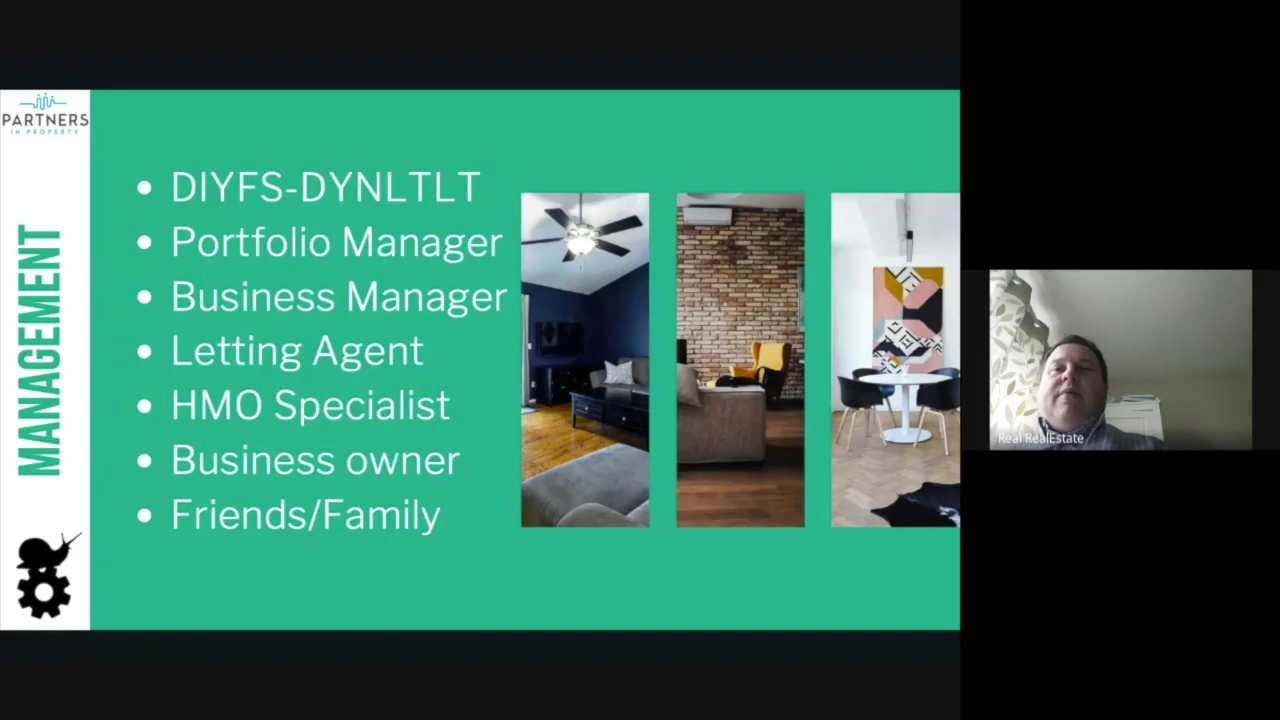 PARTNERS
IN PROPERTY
MANAGEMENT
DIYFS-DYNLTLT
Portfolio Manager
Business Manager
Letting Agent
HMO Specialist
Business owner
Friends/Family
Real RealEstate